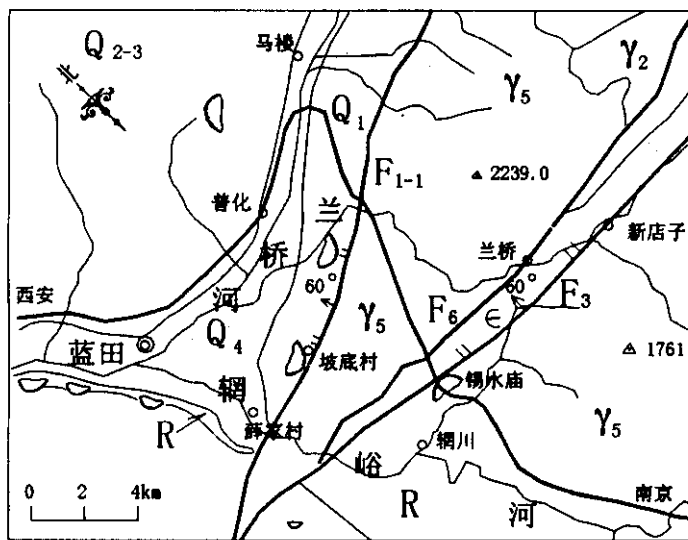 Q₂₋₃
马楼
γ₅
γ₂
北
Q₁
F₁₋₁
2239.0
普化
兰
新店子
桥
兰桥
60
60
西安
河
F₆
F₃
γ₅
∈
蓝田
Q₄
坡底村
1761
辋
锡水庙
薛家村
γ₅
R
峪
辋川
0 2 4km
R
河
南京